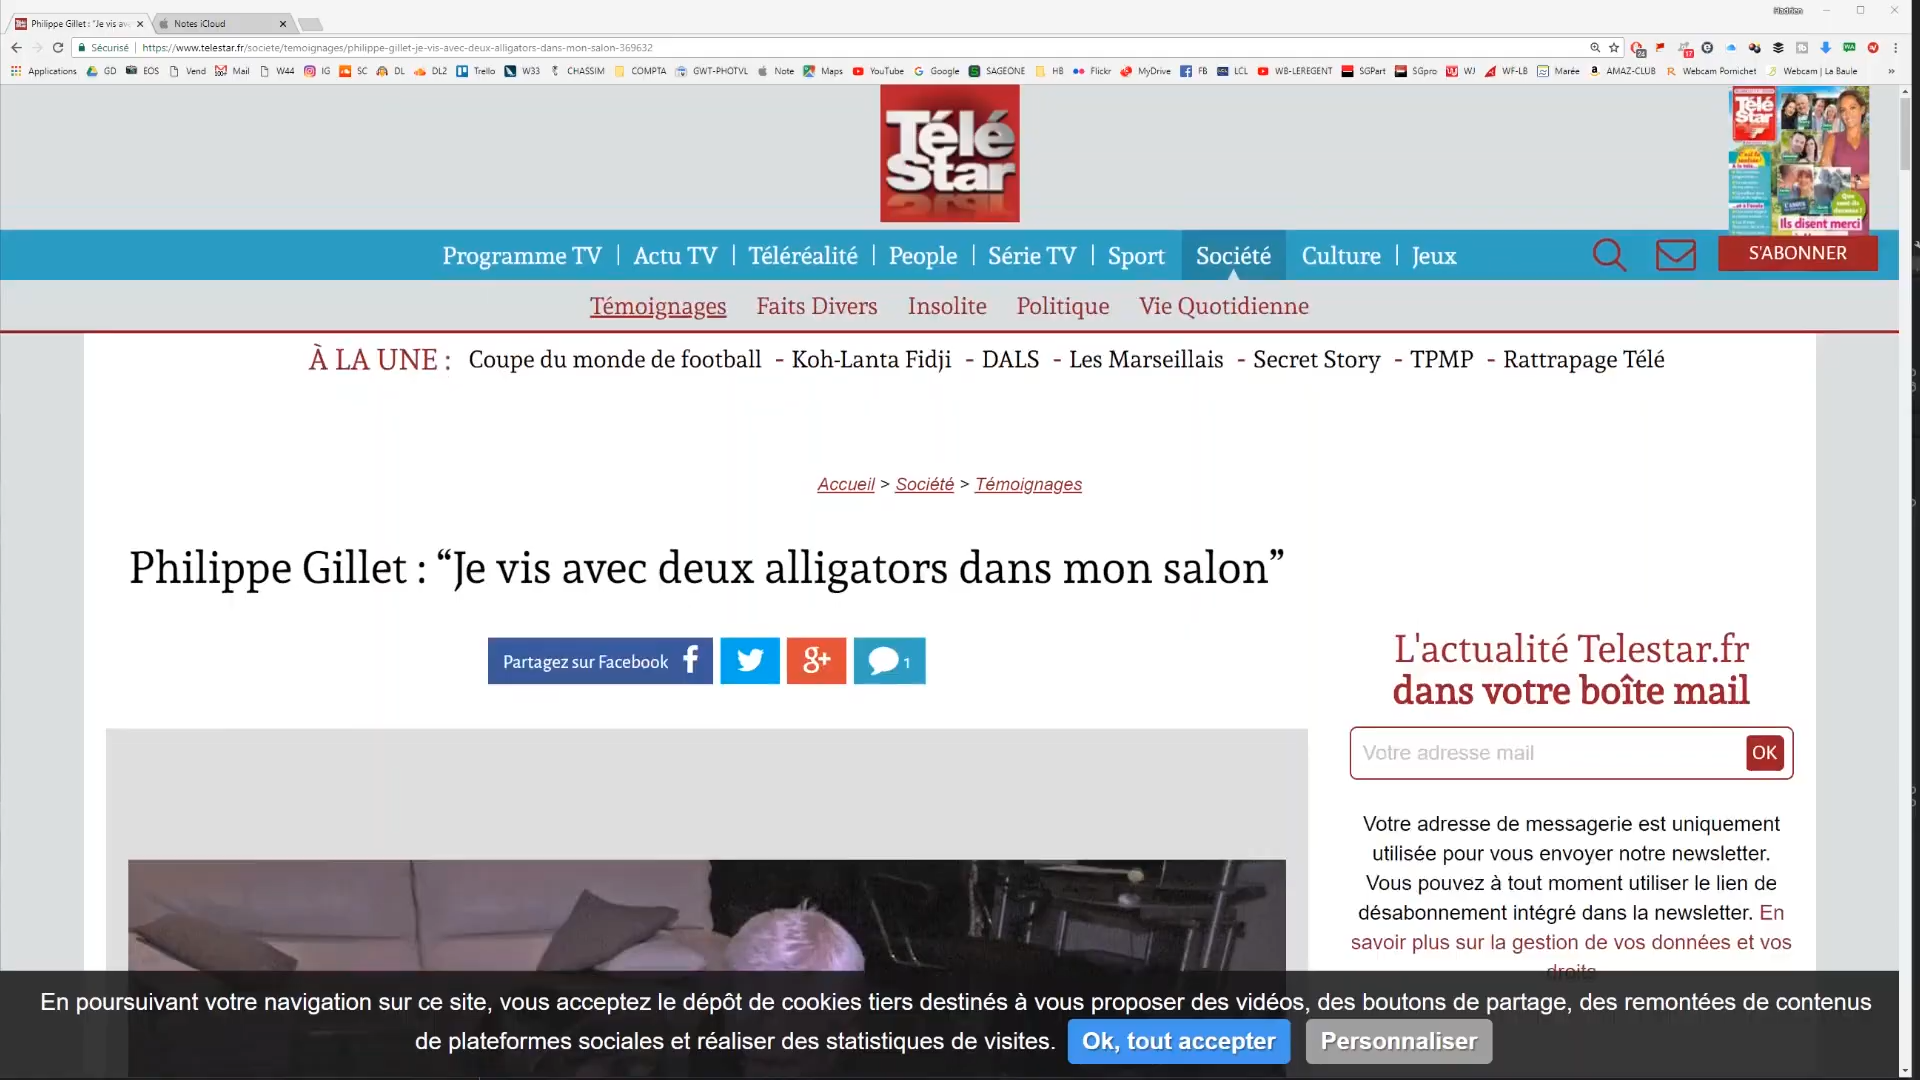 Hadrien
Philippe Gillet : "Je vis av
Notes iCloud
Sécurisé
https://www.telestar.fr/societe/temoignages/philippe-gillet-je-vis-avec-deux-alligators-dans-mon-salon-369632
Applications GD EOS Vend Mail W44 IG SC DL DL2 Trello W33 CHASSIM COMPTA GWT-PHOTVL Note Maps YouTube Google SAGEONE HB Flickr MyDrive FB LCL WB-LEREGENT SGPart SGpro WJ WF-LB Marée AMAZ-CLUB Webcam Pornichet Webcam | La Baule »
Télé
Star
Télé
Star
Ils disent merci
Programme TV | Actu TV | Téléréalité | People | Série TV | Sport Société Culture | Jeux
S'ABONNER
Témoignages Faits Divers Insolite Politique Vie Quotidienne
À LA UNE : Coupe du monde de football - Koh-Lanta Fidji - DALS - Les Marseillais - Secret Story - TPMP - Rattrapage Télé
Accueil > Société > Témoignages
Philippe Gillet : “Je vis avec deux alligators dans mon salon”
Partagez sur Facebook
g+
1
L'actualité Telestar.fr
dans votre boîte mail
Votre adresse mail
OK
Votre adresse de messagerie est uniquement
utilisée pour vous envoyer notre newsletter.
Vous pouvez à tout moment utiliser le lien de
désabonnement intégré dans la newsletter. En
savoir plus sur la gestion de vos données et vos
droits
En poursuivant votre navigation sur ce site, vous acceptez le dépôt de cookies tiers destinés à vous proposer des vidéos, des boutons de partage, des remontées de contenus
de plateformes sociales et réaliser des statistiques de visites. Ok, tout accepter Personnaliser